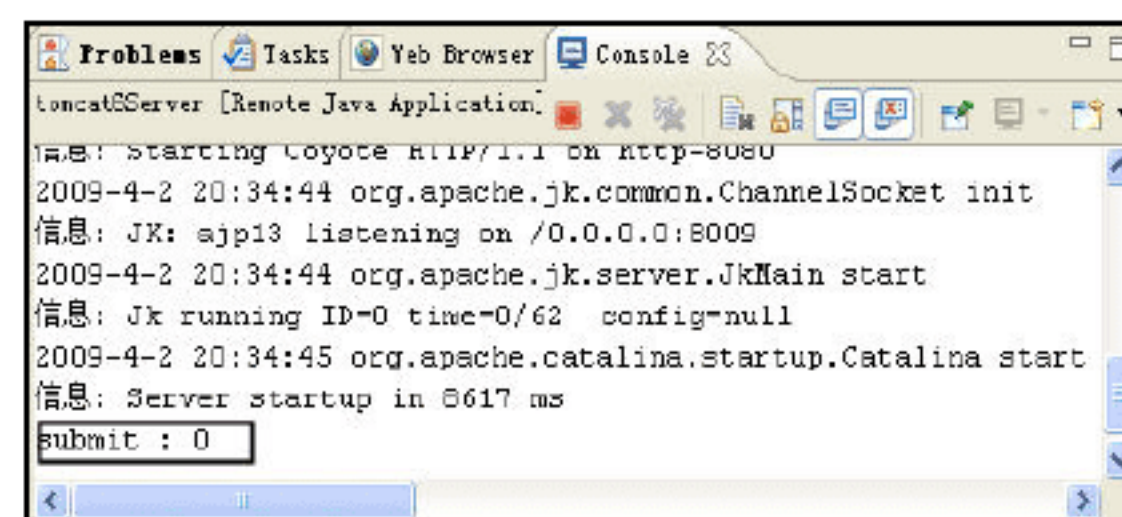 Problems Tasks Web Browser Console
tomcat6Server [Remote Java Application]
信息: Starting Coyote HTTP/1.1 on http-8080
2009-4-2 20:34:44 org.apache.jk.common.ChannelSocket init
信息: JK: ajp13 listening on /0.0.0.0:8009
2009-4-2 20:34:44 org.apache.jk.server.JkMain start
信息: Jk running ID=0 time=0/62 config=null
2009-4-2 20:34:45 org.apache.catalina.startup.Catalina start
信息: Server startup in 8617 ms
submit : 0